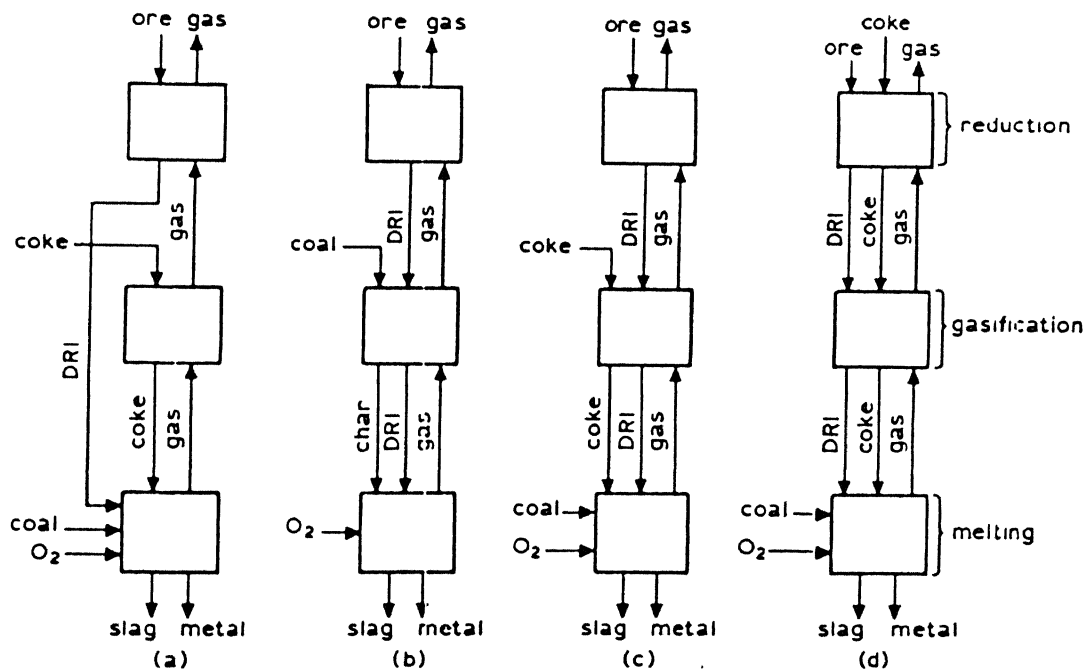 ore gas
coke
DRI
gas
coke
gas
coal
O₂
slag metal
(a)
ore gas
DRI
gas
coal
char
DRI
gas
O₂
slag metal
(b)
ore gas
DRI
gas
coke
coke
DRI
gas
coal
O₂
slag metal
(c)
coke
ore gas
reduction
DRI
coke
gas
gasification
DRI
coke
gas
coal
O₂
melting
slag metal
(d)